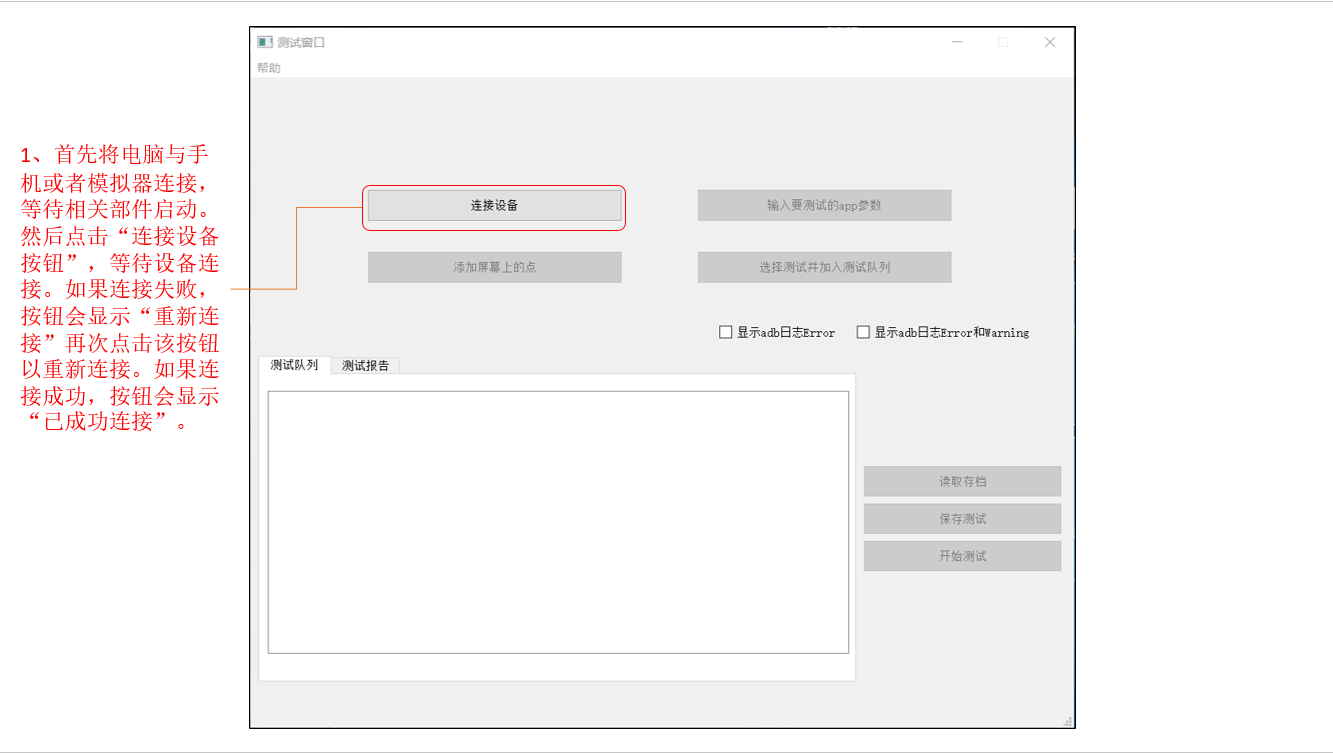 测试窗口
帮助
1、首先将电脑与手
机或者模拟器连接，
等待相关部件启动。
然后点击“连接设备
按钮”，等待设备连
接。如果连接失败，
按钮会显示“重新连
接”再次点击该按钮
以重新连接。如果连
接成功，按钮会显示
“已成功连接”。
连接设备
输入要测试的app参数
添加屏幕上的点
选择测试并加入测试队列
显示adb日志Error
显示adb日志Error和Warning
测试队列
测试报告
读取存档
保存测试
开始测试